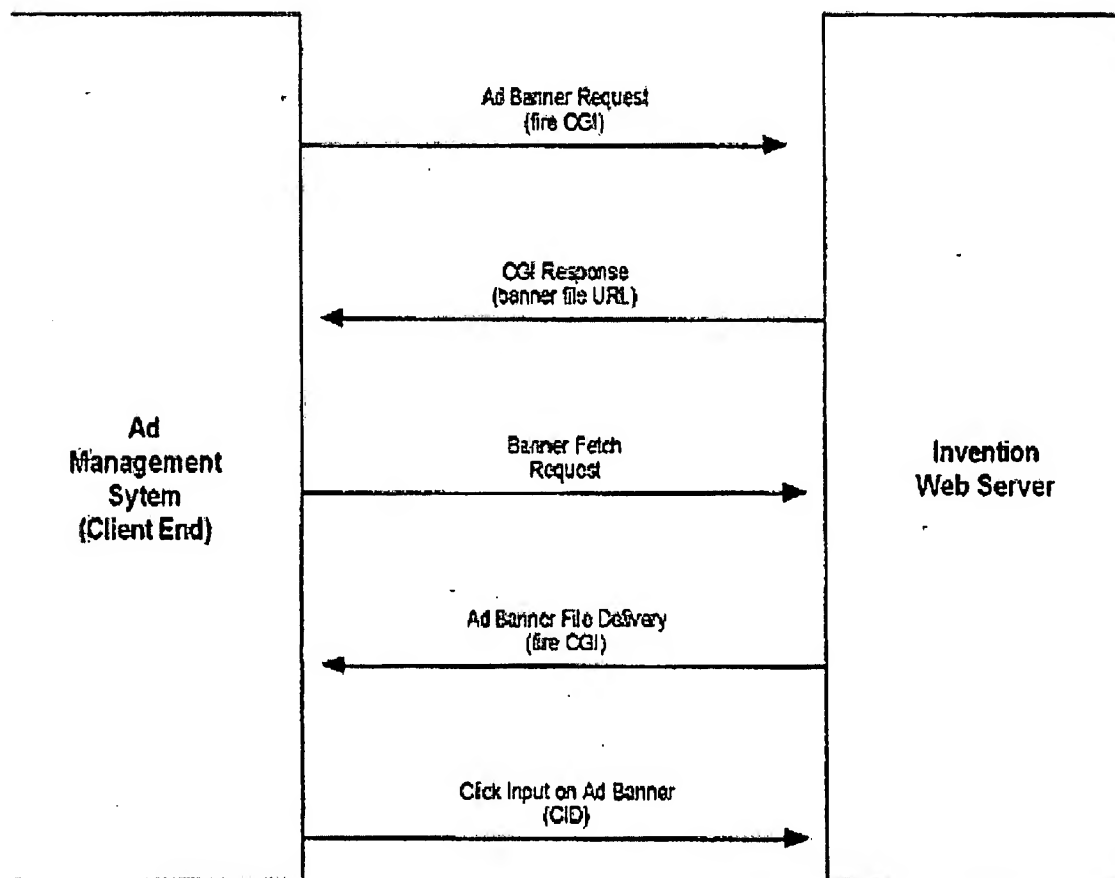 Ad Banner Request
(fire CGI)
CGI Response
(banner file URL)
Ad
Management
Sytem
(Client End)
Banner Fetch
Request
Invention
Web Server
Ad Banner File Delivery
(fire CGI)
Click Input on Ad Banner
(CID)